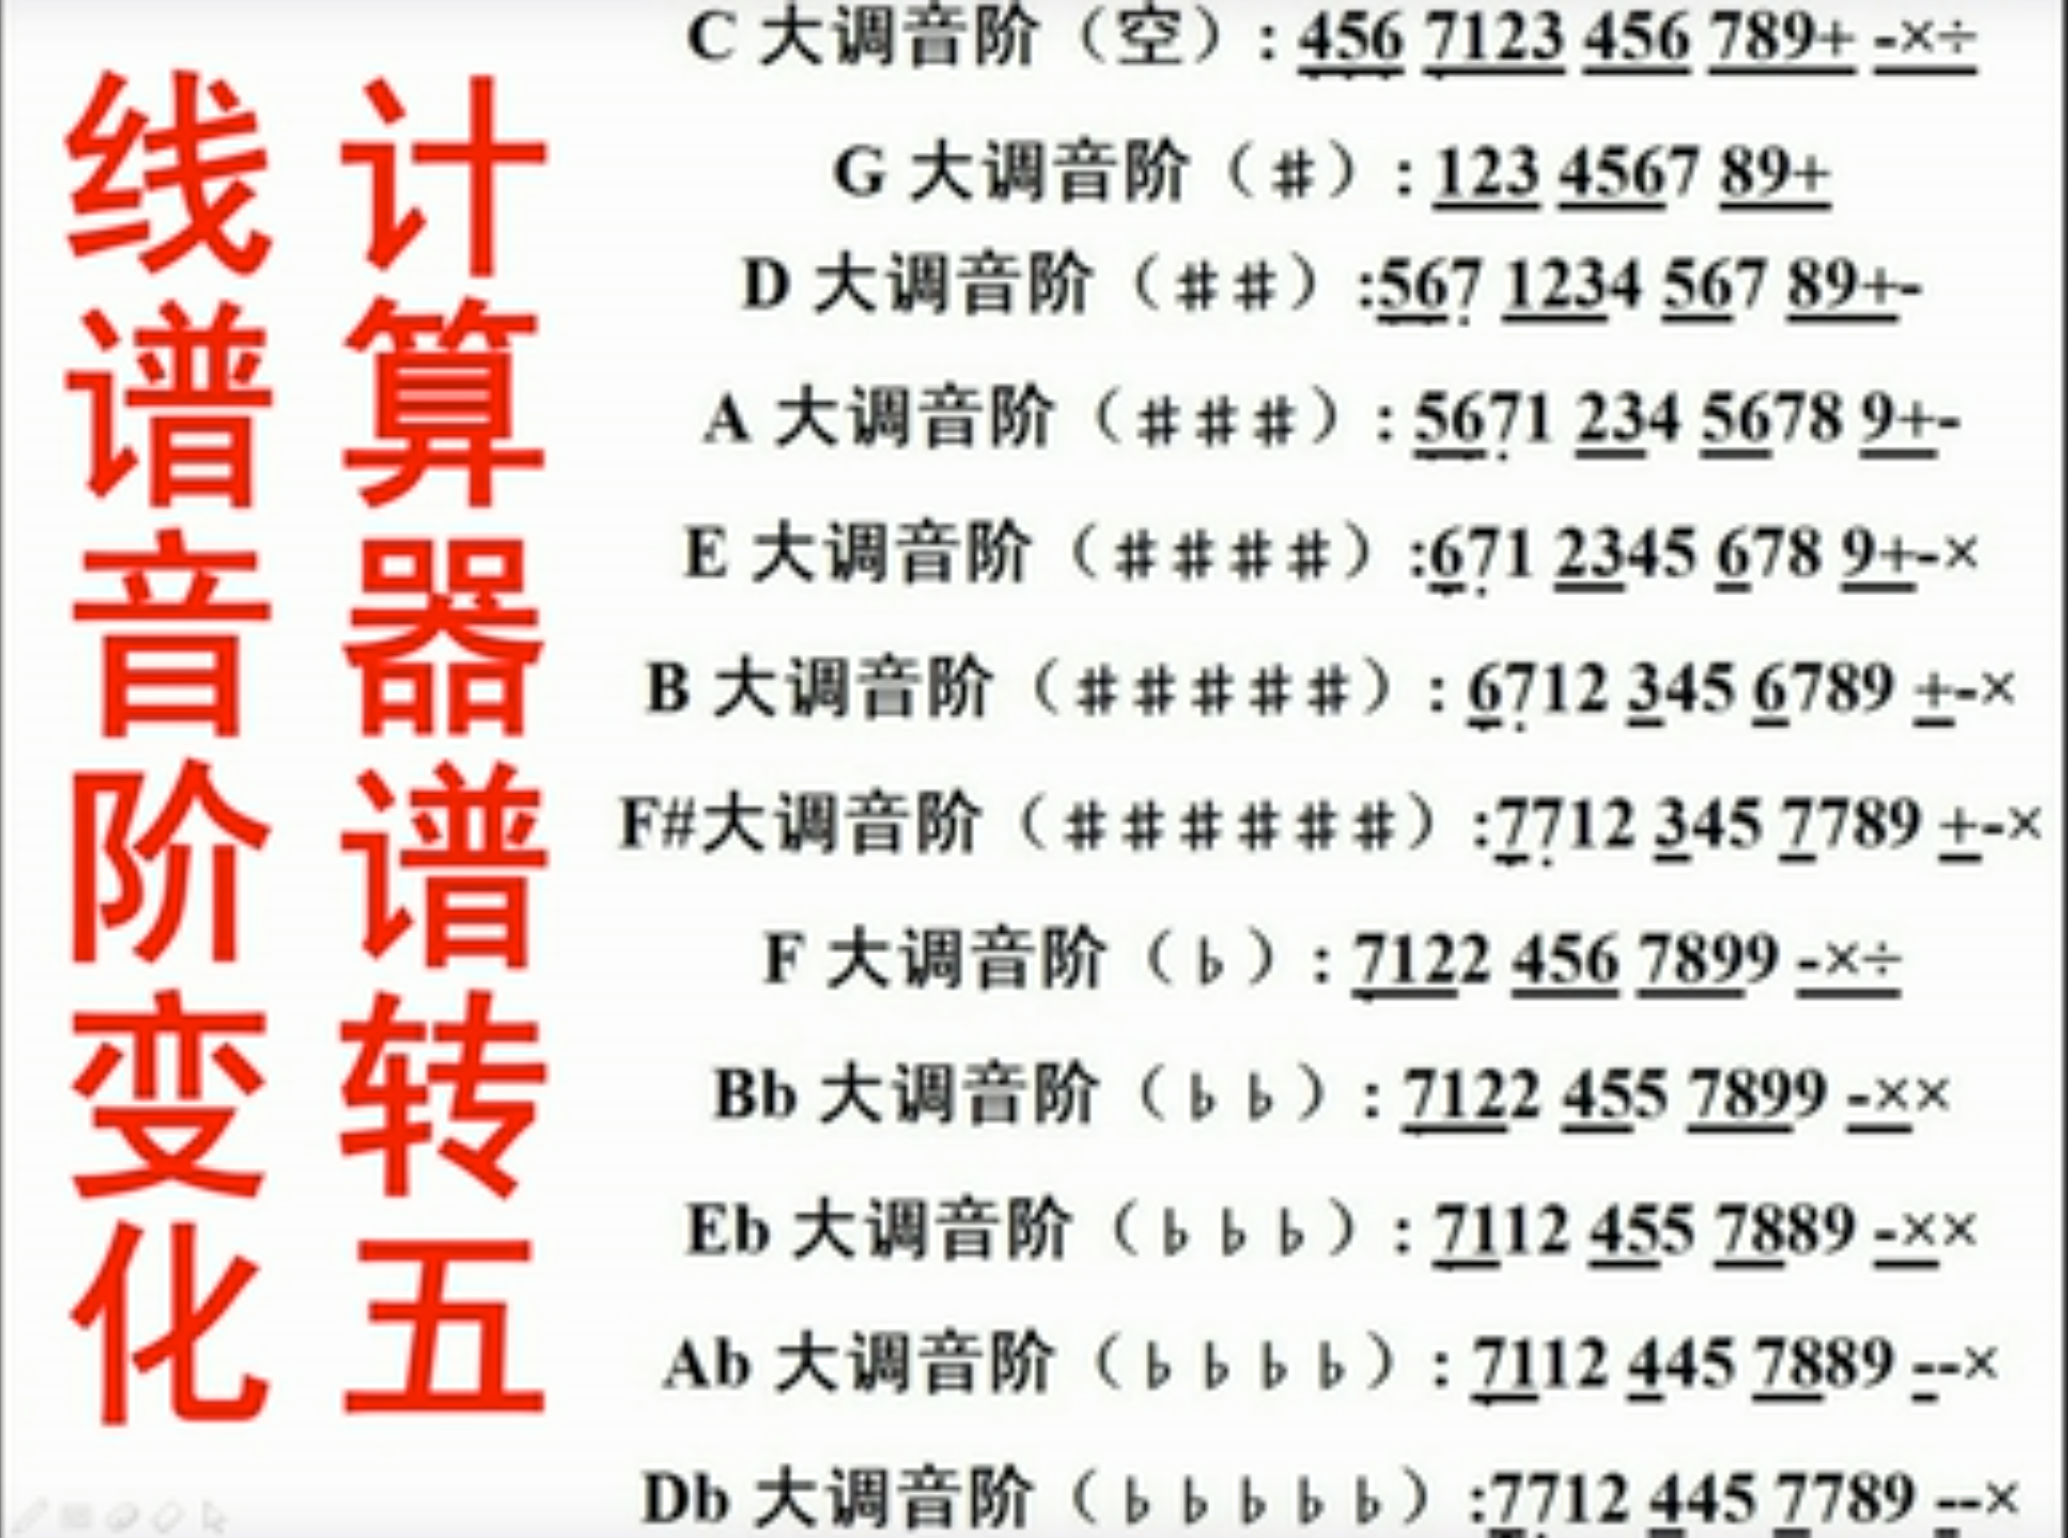 计算器谱转五
线谱音阶变化
C 大调音阶（空）: 456 7123 456 789+ -×÷
G 大调音阶（♯）: 123 4567 89+
D 大调音阶（♯♯）:567 1234 567 89+-
A 大调音阶（♯♯♯）: 5671 234 5678 9+-
E 大调音阶（♯♯♯♯）:671 2345 678 9+-×
B 大调音阶（♯♯♯♯♯）: 6712 345 6789 +-×
F#大调音阶（♯♯♯♯♯♯）:7712 345 7789 +-×
F 大调音阶（♭）: 7122 456 7899 -×÷
Bb 大调音阶（♭♭）: 7122 455 7899 -××
Eb 大调音阶（♭♭♭）: 7112 455 7889 -××
Ab 大调音阶（♭♭♭♭）: 7112 445 7889 --×
Db 大调音阶（♭♭♭♭♭）:7712 445 7789 --×